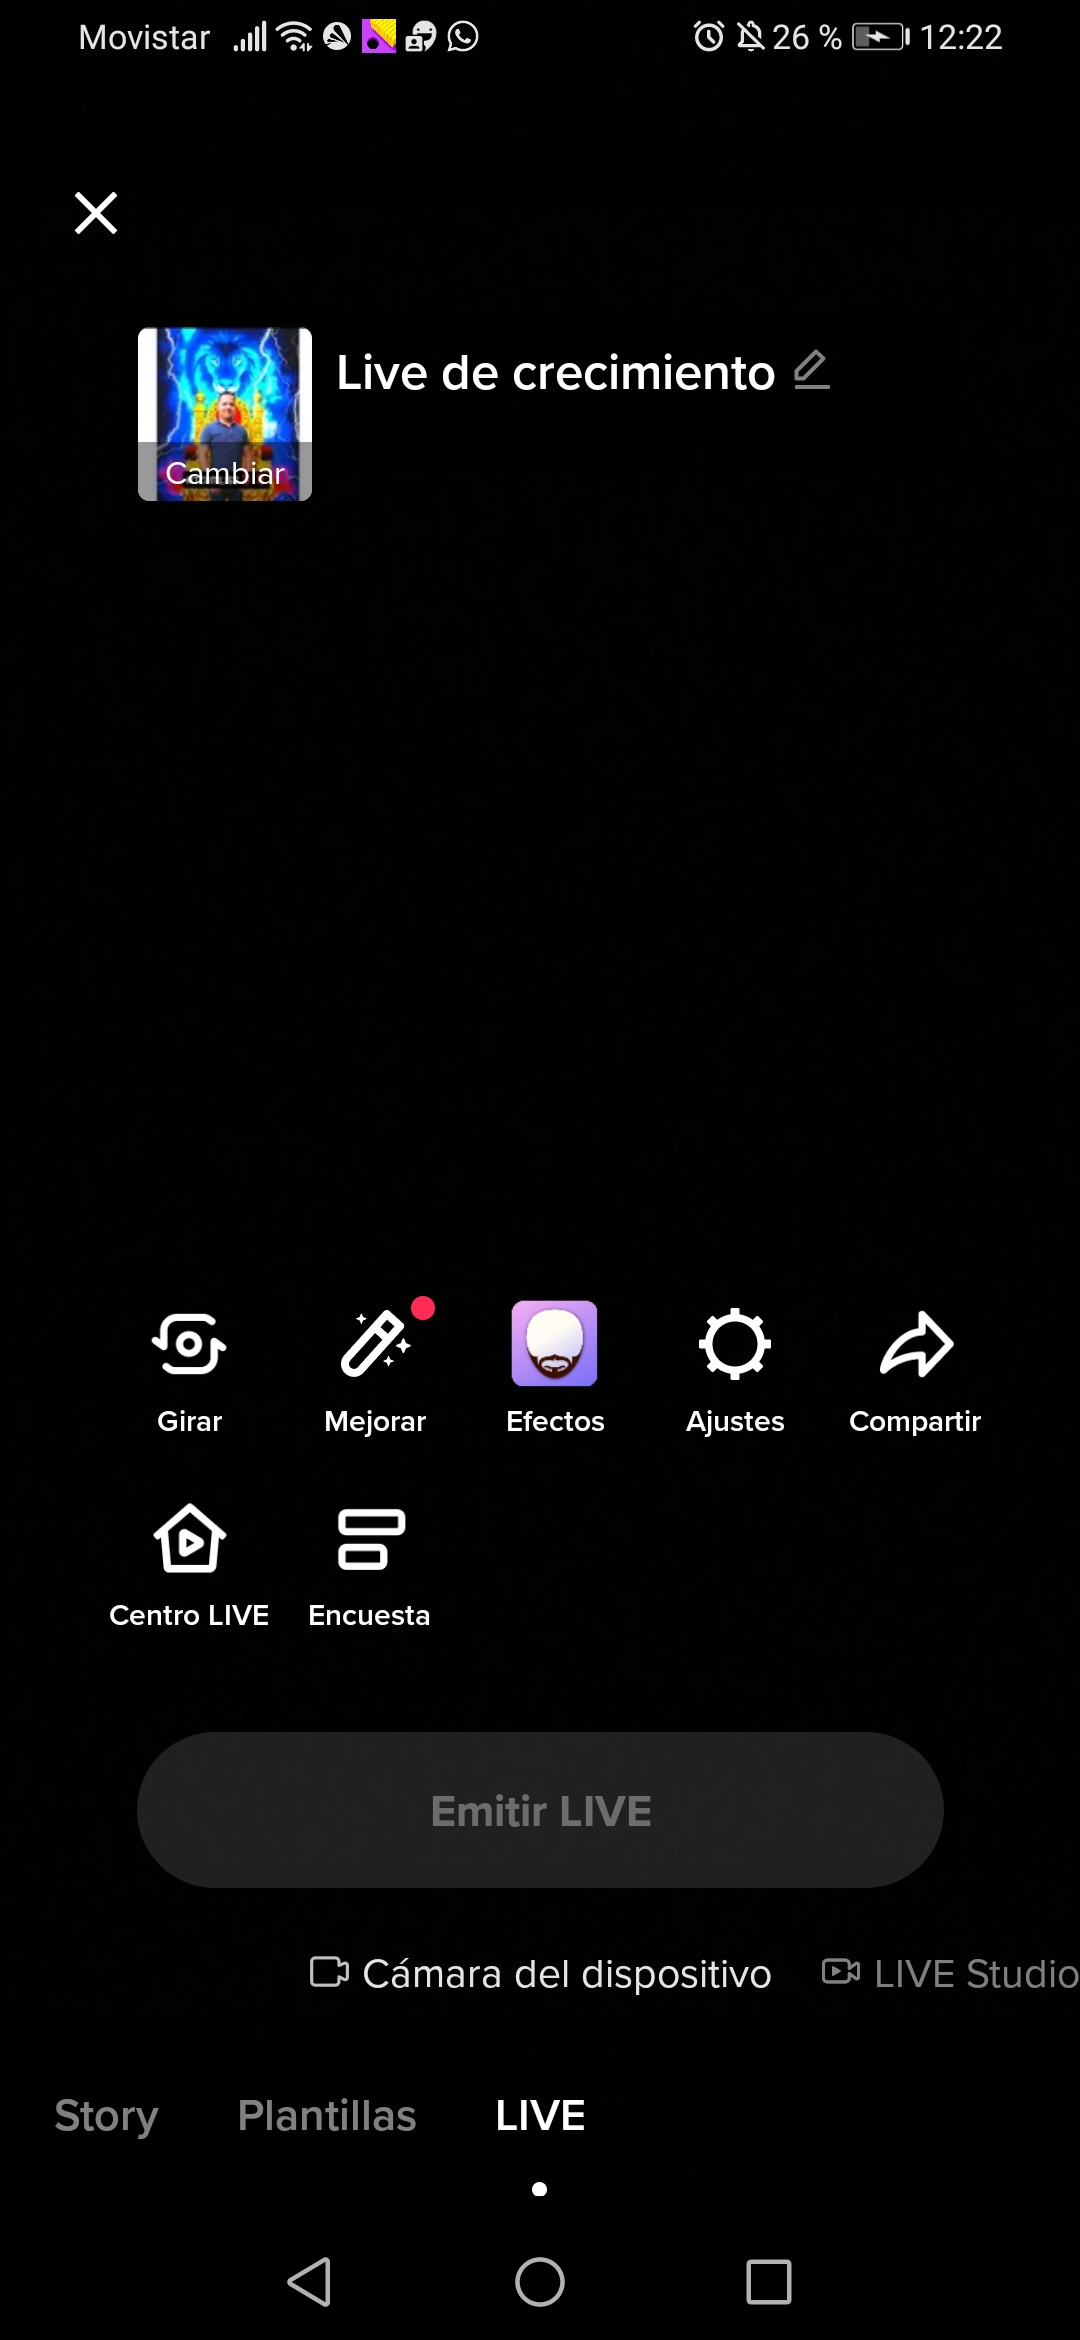 Movistar 26 % 12:22
Live de crecimiento
Cambiar
Girar Mejorar Efectos Ajustes Compartir
Centro LIVE Encuesta
Emitir LIVE
Cámara del dispositivo LIVE Studio
Story Plantillas LIVE